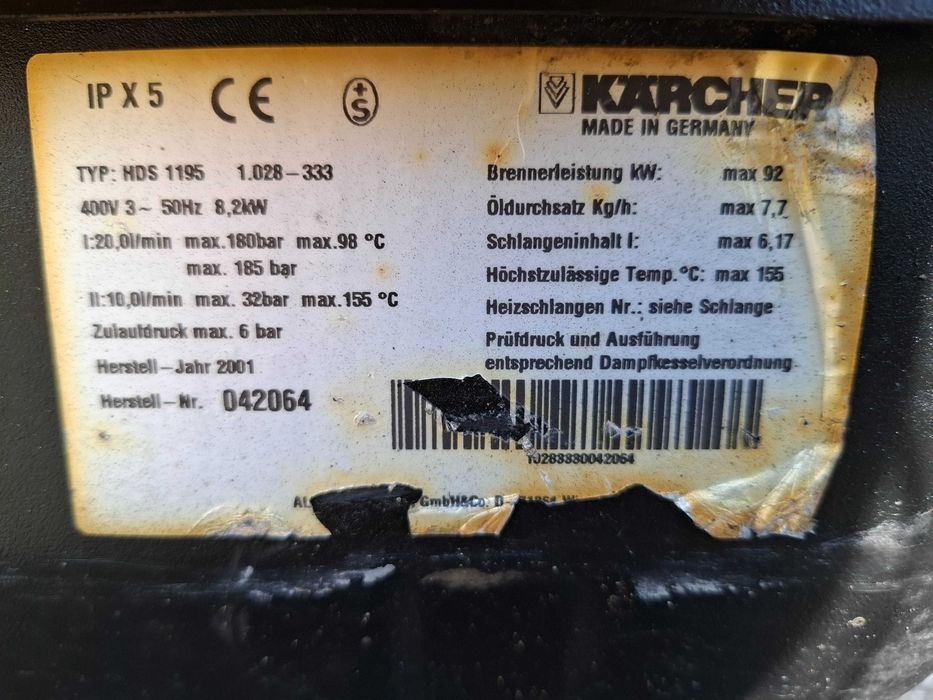 IP X 5
CE
+S
KÄRCHER
MADE IN GERMANY
TYP: HDS 1195 1.028-333
400V 3~ 50Hz 8,2kW
I:20,0l/min max.180bar max.98 °C
max. 185 bar
II:10,0l/min max. 32bar max.155 °C
Zulaufdruck max. 6 bar
Herstell-Jahr 2001
Herstell-Nr. 042064
Brennerleistung kW: max 92
Öldurchsatz Kg/h: max 7,7
Schlangeninhalt l: max 6,17
Höchstzulässige Temp.°C: max 155
Heizschlangen Nr.: siehe Schlange
Prüfdruck und Ausführung
entsprechend Dampfkesselverordnung
10283330042064
GmbH&Co. D